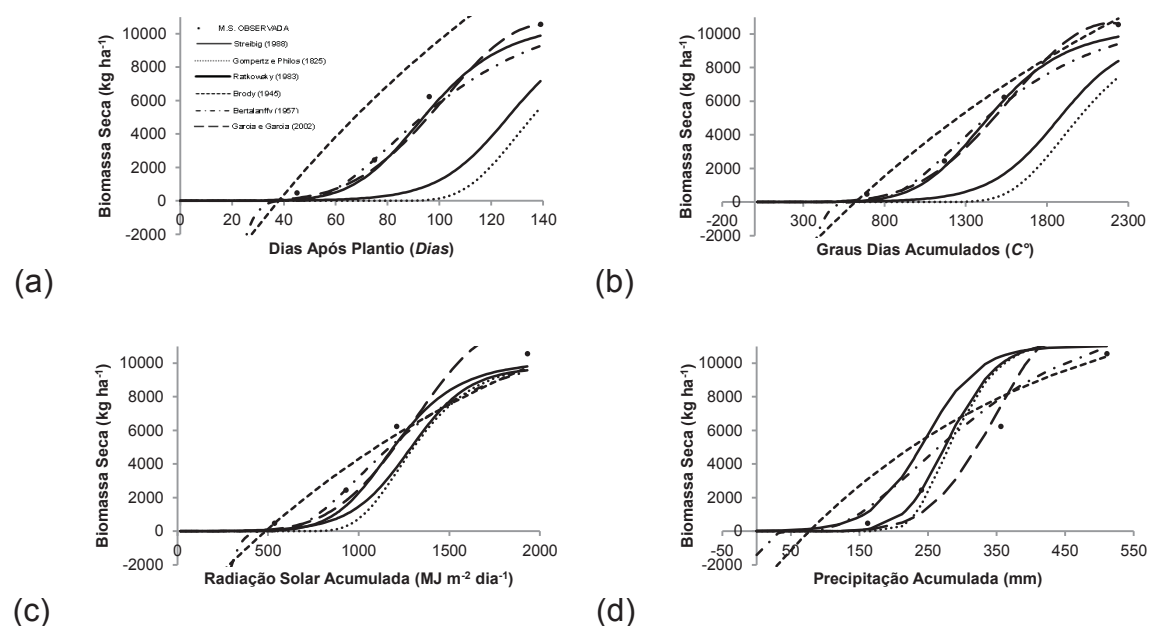 Biomassa Seca (kg ha-1)
10000
8000
6000
4000
2000
0
-2000
M.S. OBSERVADA
Streibig (1988)
Gompertz e Philos (1825)
Ratkowsky (1983)
Brody (1945)
Bertalanffy (1957)
Garcia e Garcia (2002)
0 20 40 60 80 100 120 140
Dias Após Plantio (Dias)
(a)
Biomassa Seca (kg ha-1)
10000
8000
6000
4000
2000
0
-2000
-200 300 800 1300 1800 2300
Graus Dias Acumulados (C°)
(b)
Biomassa Seca (kg ha-1)
10000
8000
6000
4000
2000
0
-2000
0 500 1000 1500 2000
Radiação Solar Acumulada (MJ m-2 dia-1)
(c)
Biomassa Seca (kg ha-1)
10000
8000
6000
4000
2000
0
-2000
-50 50 150 250 350 450 550
Precipitação Acumulada (mm)
(d)